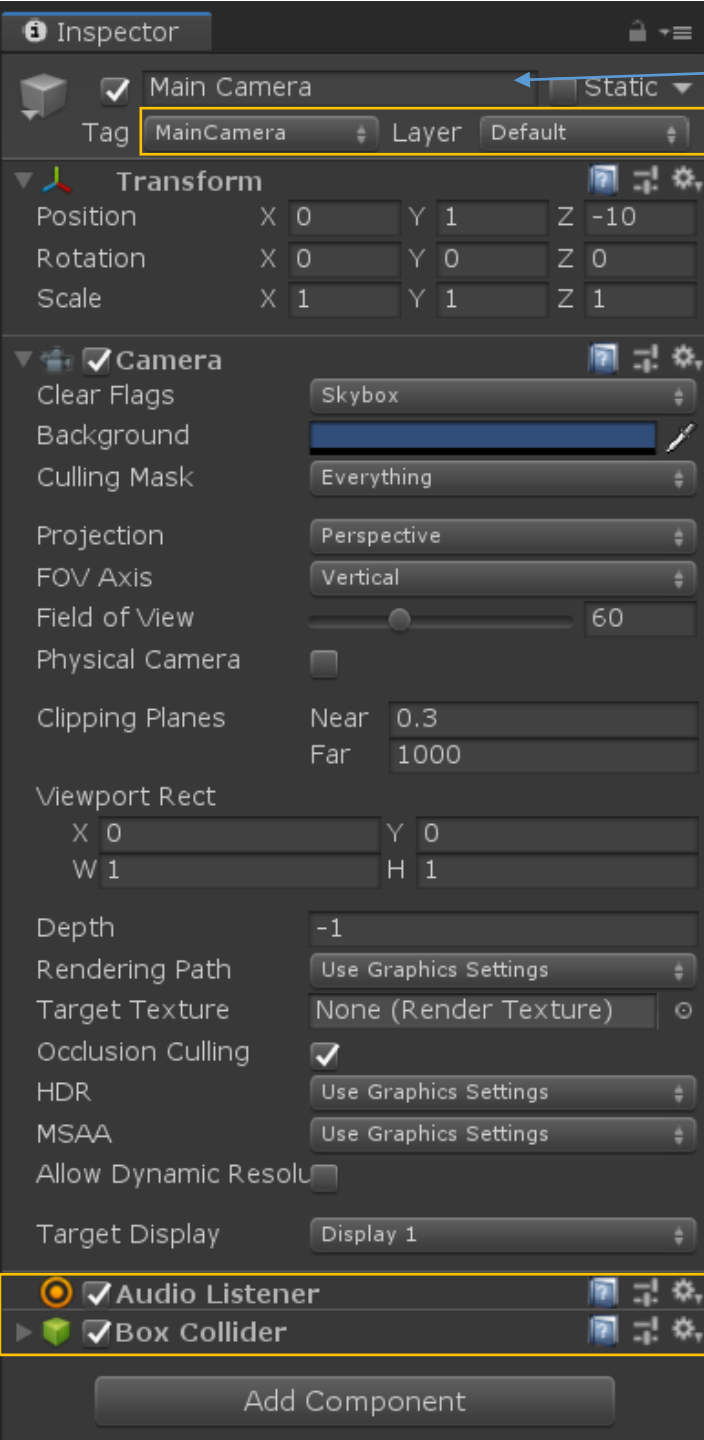 Inspector
Main Camera Static
Tag MainCamera Layer Default
Transform
Position X 0 Y 1 Z -10
Rotation X 0 Y 0 Z 0
Scale X 1 Y 1 Z 1
Camera
Clear Flags Skybox
Background
Culling Mask Everything
Projection Perspective
FOV Axis Vertical
Field of View 60
Physical Camera
Clipping Planes Near 0.3
Far 1000
Viewport Rect
X 0 Y 0
W 1 H 1
Depth -1
Rendering Path Use Graphics Settings
Target Texture None (Render Texture)
Occlusion Culling
HDR Use Graphics Settings
MSAA Use Graphics Settings
Allow Dynamic Resolu
Target Display Display 1
Audio Listener
Box Collider
Add Component